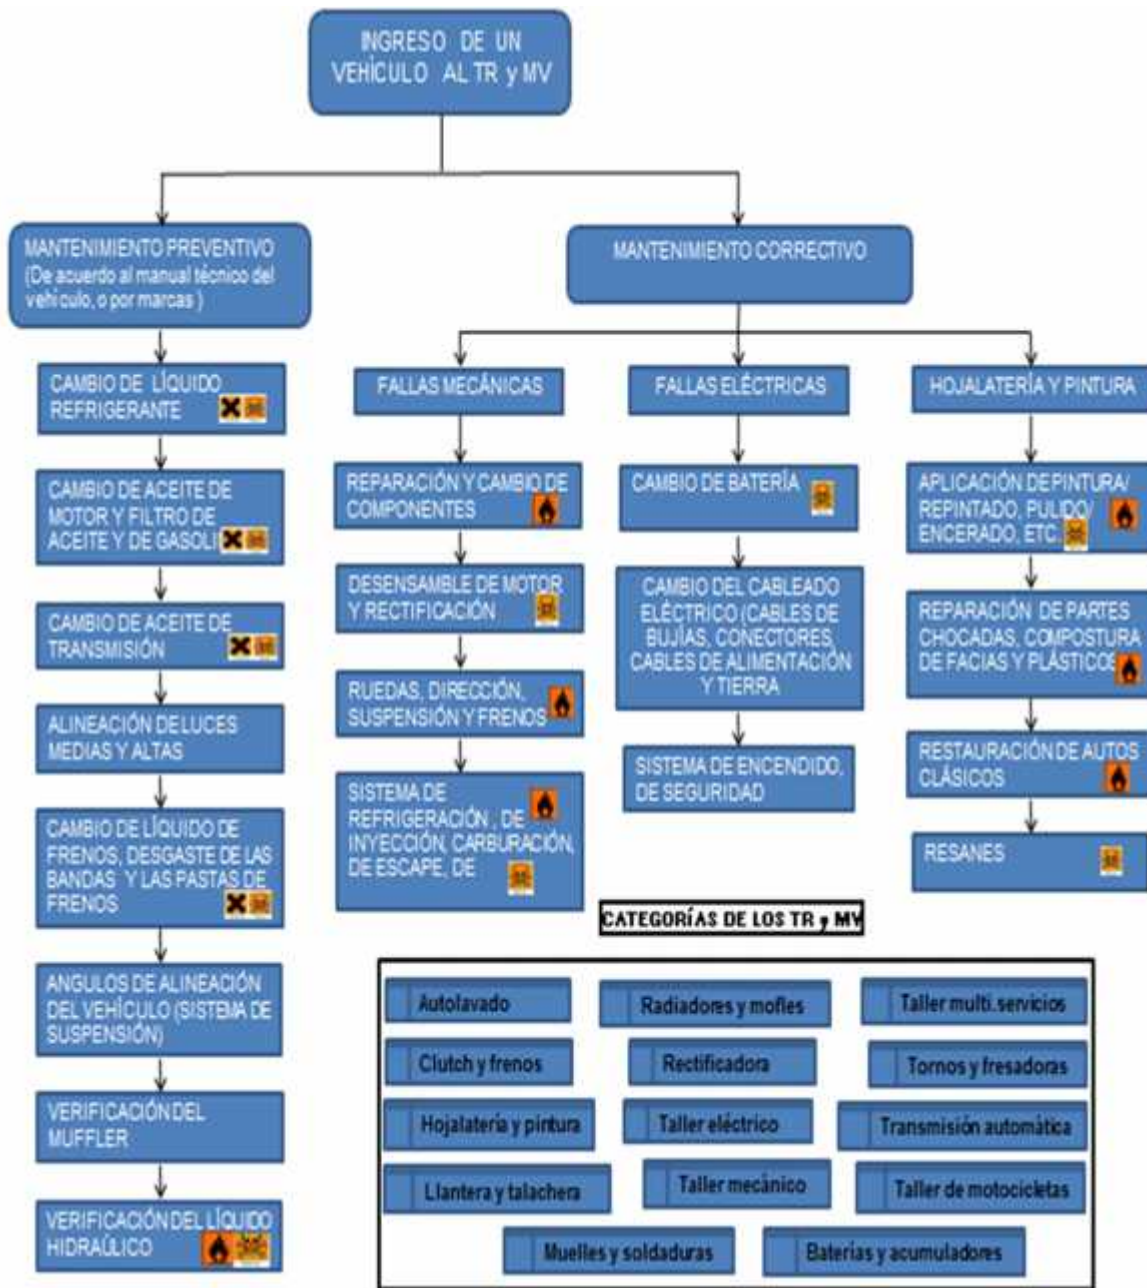 INGRESO DE UN
VEHÍCULO AL TR y MV
MANTENIMIENTO PREVENTIVO
(De acuerdo al manual técnico del
vehículo, o por marcas )
MANTENIMIENTO CORRECTIVO
CAMBIO DE LÍQUIDO
REFRIGERANTE
CAMBIO DE ACEITE DE
MOTOR Y FILTRO DE
ACEITE Y DE GASOLI
CAMBIO DE ACEITE DE
TRANSMISIÓN
ALINEACIÓN DE LUCES
MEDIAS Y ALTAS
CAMBIO DE LÍQUIDO DE
FRENOS, DESGASTE DE LAS
BANDAS Y LAS PASTAS DE
FRENOS
ANGULOS DE ALINEACIÓN
DEL VEHÍCULO (SISTEMA DE
SUSPENSIÓN)
VERIFICACIÓN DEL
MUFFLER
VERIFICACIÓN DEL LÍQUIDO
HIDRAÚLICO
FALLAS MECÁNICAS
REPARACIÓN Y CAMBIO DE
COMPONENTES
DESENSAMBLE DE MOTOR
Y RECTIFICACIÓN
RUEDAS, DIRECCIÓN,
SUSPENSIÓN Y FRENOS
SISTEMA DE
REFRIGERACIÓN , DE
INYECCIÓN, CARBURACIÓN,
DE ESCAPE, DE
FALLAS ELÉCTRICAS
CAMBIO DE BATERÍA
CAMBIO DEL CABLEADO
ELÉCTRICO (CABLES DE
BUJÍAS, CONECTORES,
CABLES DE ALIMENTACIÓN
Y TIERRA
SISTEMA DE ENCENDIDO,
DE SEGURIDAD
HOJALATERÍA Y PINTURA
APLICACIÓN DE PINTURA/
REPINTADO, PULIDO/
ENCERADO, ETC.
REPARACIÓN DE PARTES
CHOCADAS, COMPOSTURA
DE FACIAS Y PLÁSTICOS
RESTAURACIÓN DE AUTOS
CLÁSICOS
RESANES
CATEGORÍAS DE LOS TR y MV
Autolavado
Radiadores y mofles
Taller multi.servicios
Clutch y frenos
Rectificadora
Tornos y fresadoras
Hojalatería y pintura
Taller eléctrico
Transmisión automática
Llantera y talachera
Taller mecánico
Taller de motocicletas
Muelles y soldaduras
Baterías y acumuladores